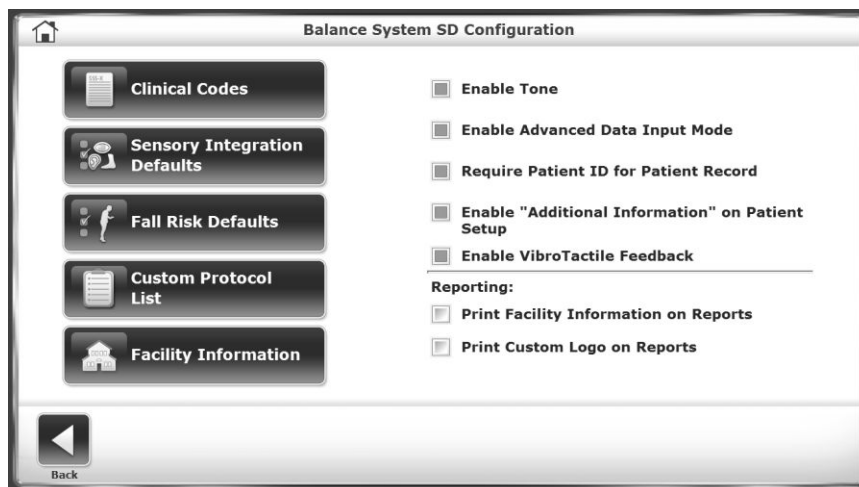 Balance System SD Configuration
Clinical Codes
Sensory Integration
Defaults
Fall Risk Defaults
Custom Protocol
List
Facility Information
Enable Tone
Enable Advanced Data Input Mode
Require Patient ID for Patient Record
Enable "Additional Information" on Patient
Setup
Enable VibroTactile Feedback
Reporting:
Print Facility Information on Reports
Print Custom Logo on Reports
Back